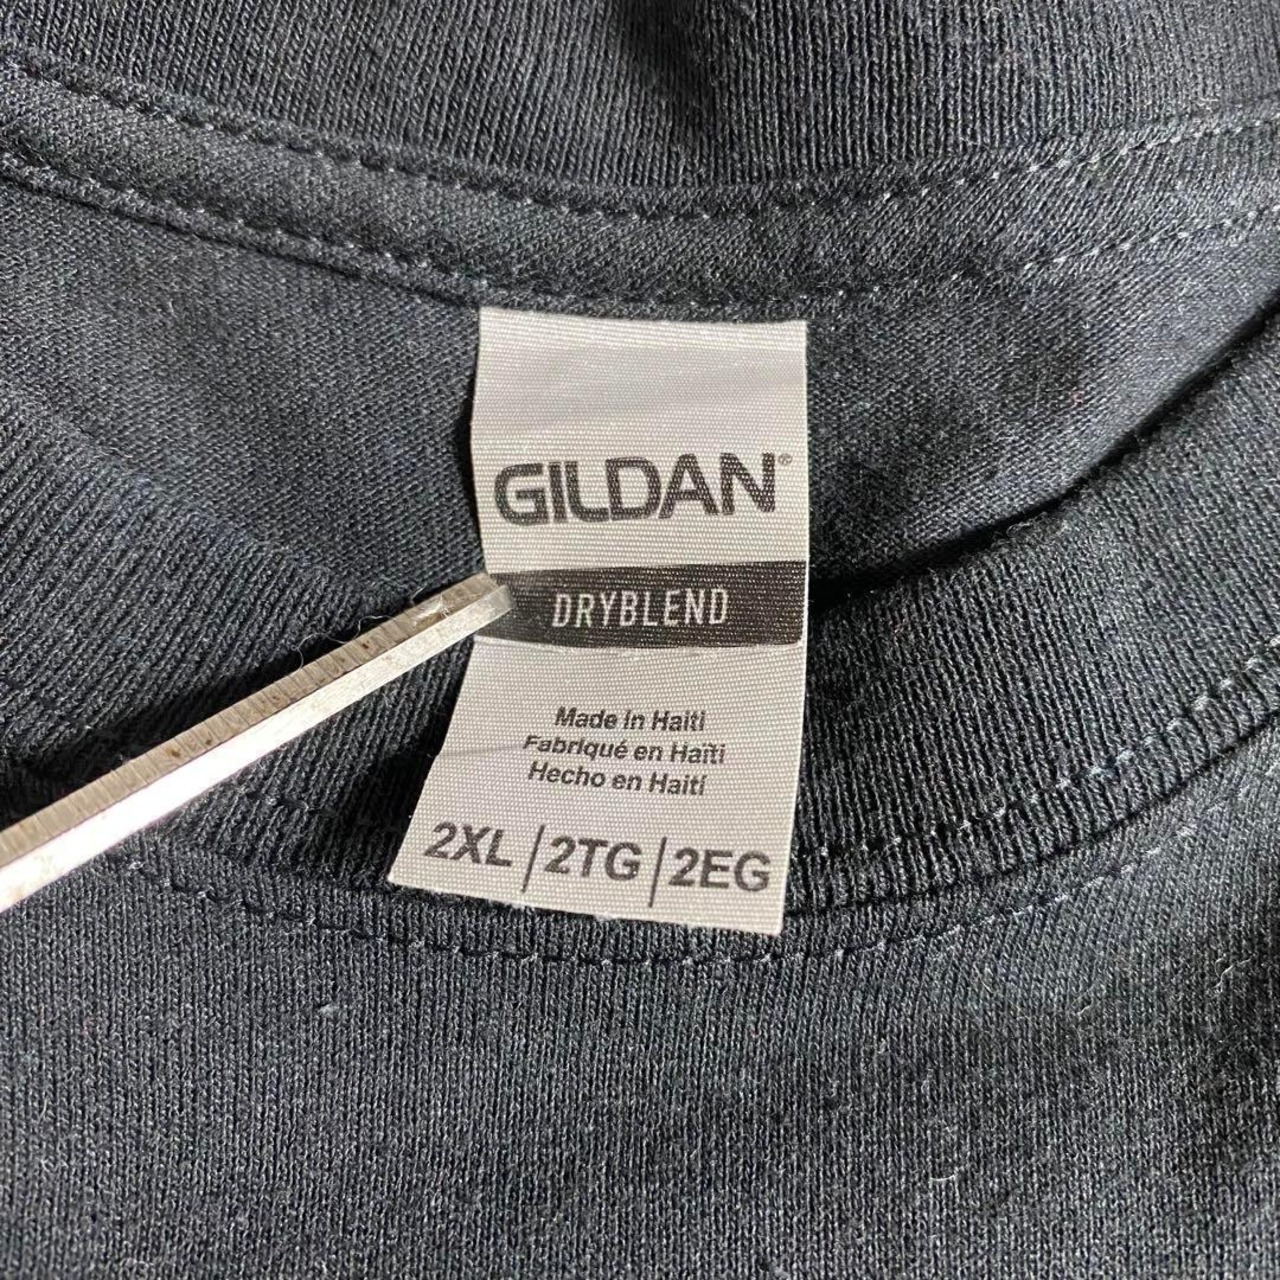 GILDAN®
DRYBLEND
Made in Haiti
Fabriqué en Haïti
Hecho en Haití
2XL | 2TG | 2EG